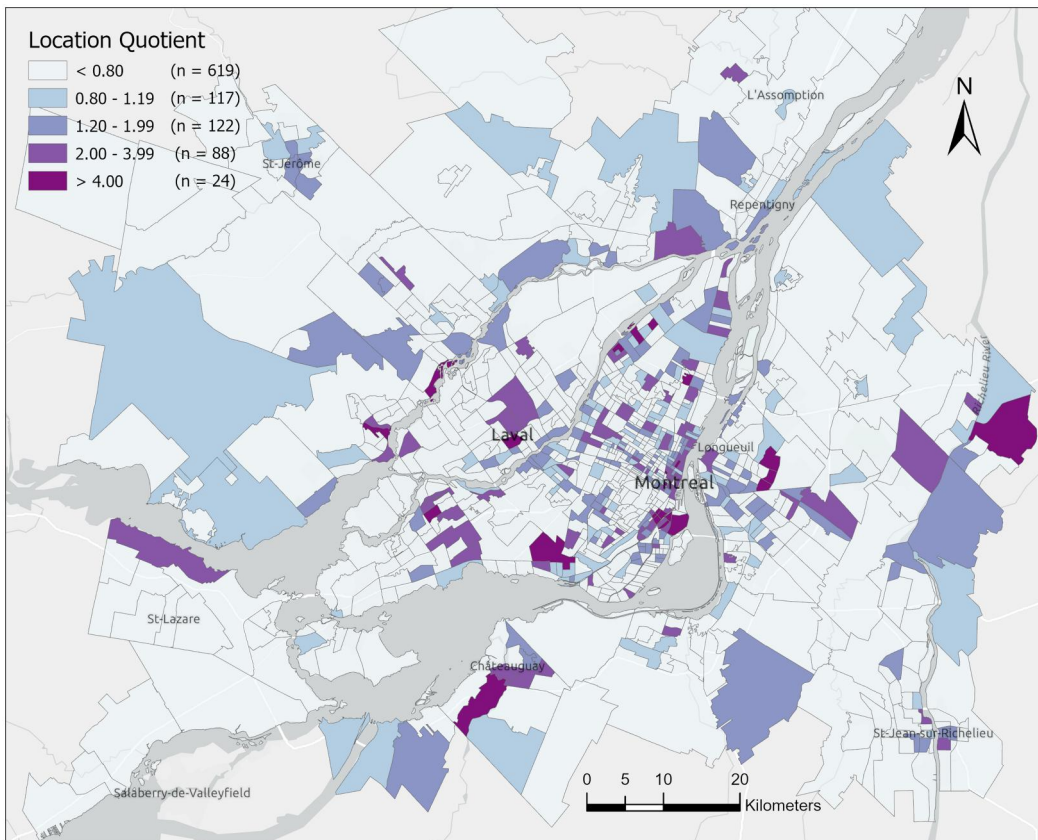 Location Quotient
< 0.80 (n = 619)
0.80 - 1.19 (n = 117)
1.20 - 1.99 (n = 122)
2.00 - 3.99 (n = 88)
> 4.00 (n = 24)
N
L'Assomption
St-Jérôme
Repentigny
Richelieu River
Laval
Longueuil
Montreal
St-Lazare
Châteauguay
St-Jean-sur-Richelieu
Salaberry-de-Valleyfield
0 5 10 20
Kilometers